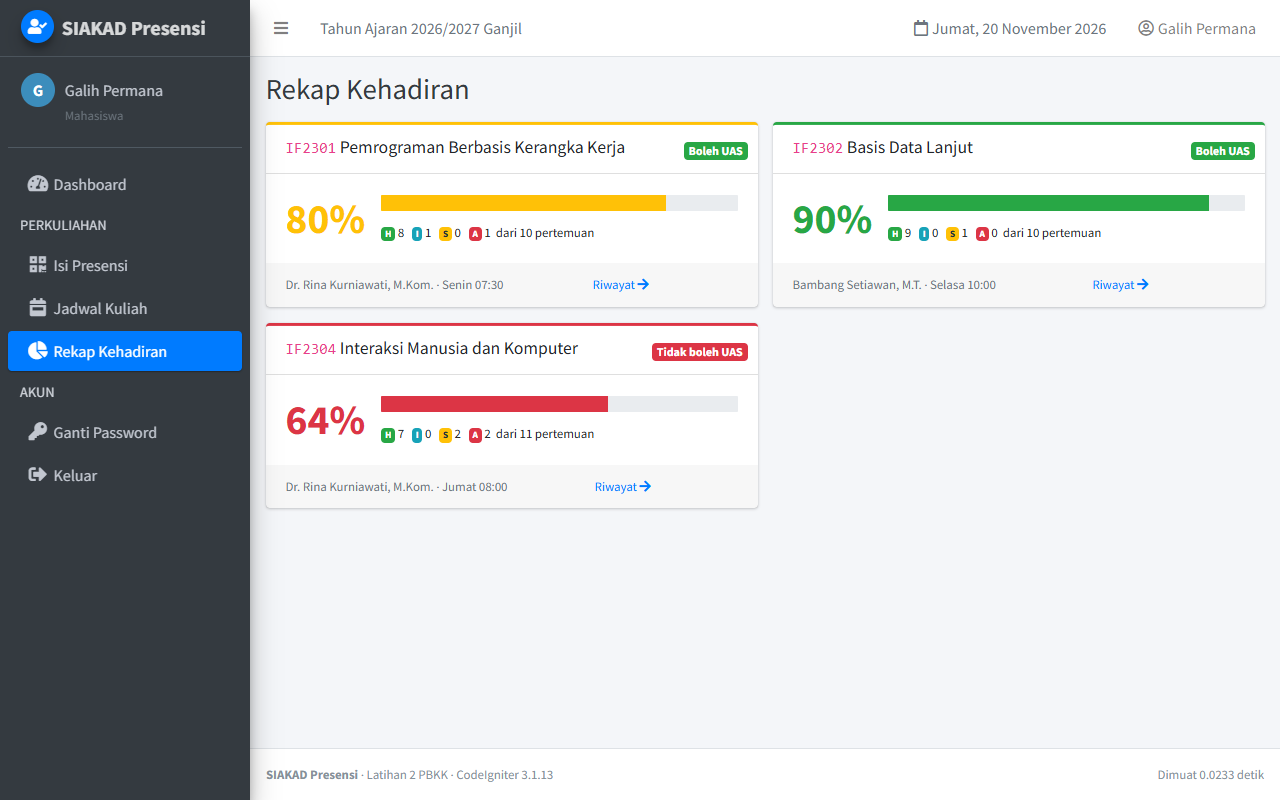 SIAKAD Presensi
Tahun Ajaran 2026/2027 Ganjil
Jumat, 20 November 2026
Galih Permana
G
Galih Permana
Mahasiswa
Dashboard
PERKULIAHAN
Isi Presensi
Jadwal Kuliah
Rekap Kehadiran
AKUN
Ganti Password
Keluar
Rekap Kehadiran
IF2301 Pemrograman Berbasis Kerangka Kerja
Boleh UAS
80%
H 8 I 1 S 0 A 1 dari 10 pertemuan
Dr. Rina Kurniawati, M.Kom. · Senin 07:30
Riwayat
IF2302 Basis Data Lanjut
Boleh UAS
90%
H 9 I 0 S 1 A 0 dari 10 pertemuan
Bambang Setiawan, M.T. · Selasa 10:00
Riwayat
IF2304 Interaksi Manusia dan Komputer
Tidak boleh UAS
64%
H 7 I 0 S 2 A 2 dari 11 pertemuan
Dr. Rina Kurniawati, M.Kom. · Jumat 08:00
Riwayat
SIAKAD Presensi · Latihan 2 PBKK · CodeIgniter 3.1.13
Dimuat 0.0233 detik